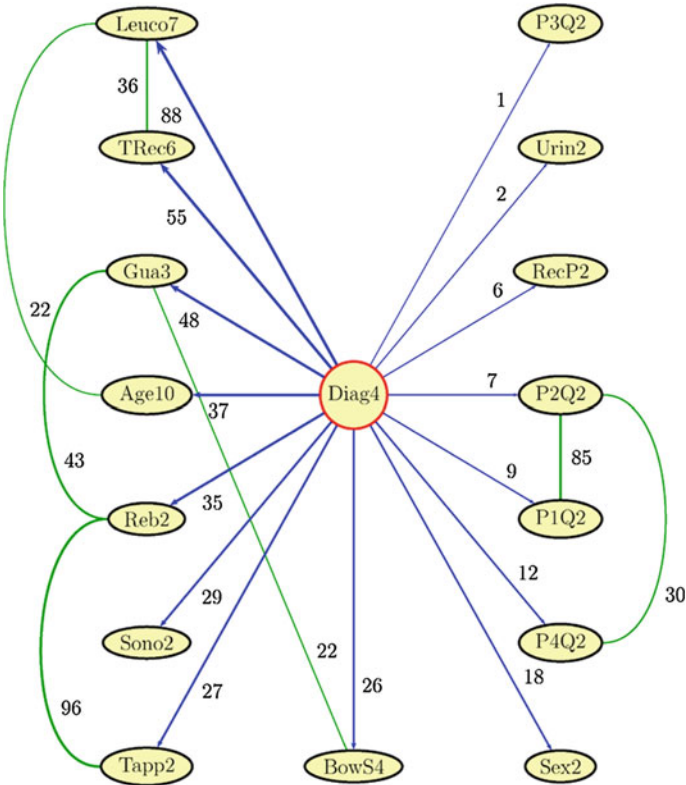 Leuco7
P3Q2
36
88
1
TRec6
Urin2
55
2
Gua3
RecP2
22
48
6
Age10
37
Diag4
7
P2Q2
43
35
9
85
Reb2
P1Q2
29
12
30
Sono2
22
P4Q2
96
27
26
18
Tapp2
BowS4
Sex2